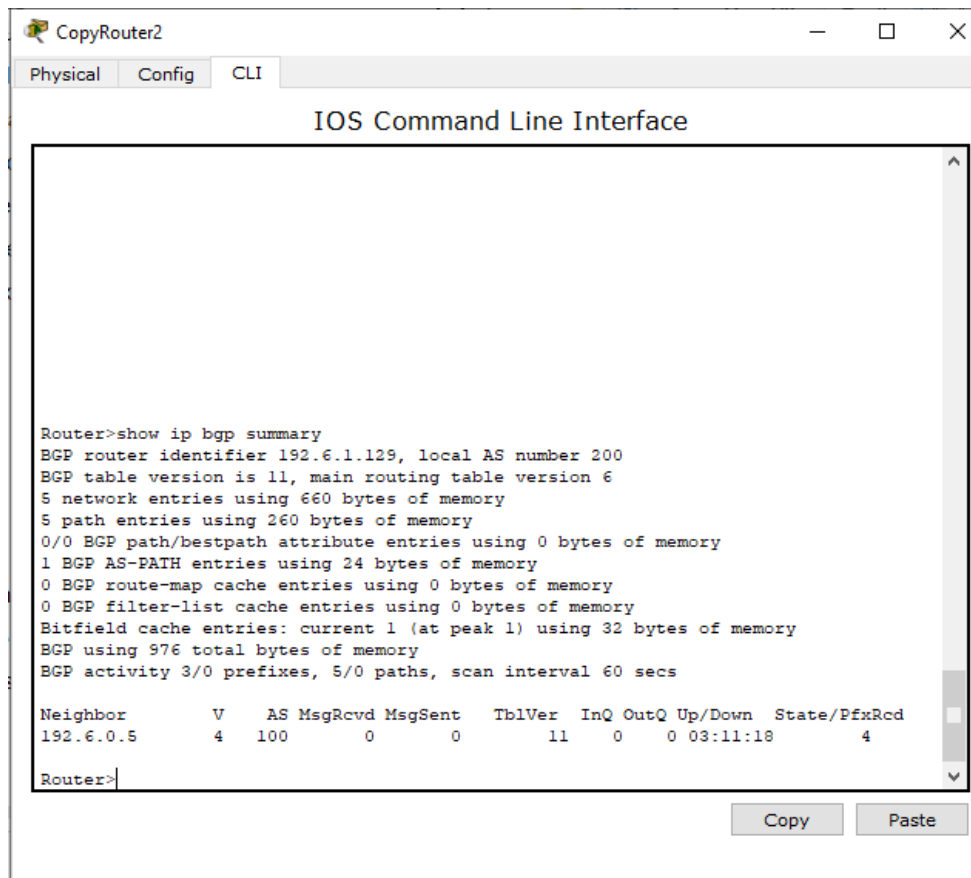 CopyRouter2
Physical Config CLI
IOS Command Line Interface
Router>show ip bgp summary
BGP router identifier 192.6.1.129, local AS number 200
BGP table version is 11, main routing table version 6
5 network entries using 660 bytes of memory
5 path entries using 260 bytes of memory
0/0 BGP path/bestpath attribute entries using 0 bytes of memory
1 BGP AS-PATH entries using 24 bytes of memory
0 BGP route-map cache entries using 0 bytes of memory
0 BGP filter-list cache entries using 0 bytes of memory
Bitfield cache entries: current 1 (at peak 1) using 32 bytes of memory
BGP using 976 total bytes of memory
BGP activity 3/0 prefixes, 5/0 paths, scan interval 60 secs
Neighbor V AS MsgRcvd MsgSent TblVer InQ OutQ Up/Down State/PfxRcd
192.6.0.5 4 100 0 0 11 0 0 03:11:18 4
Router>
Copy Paste